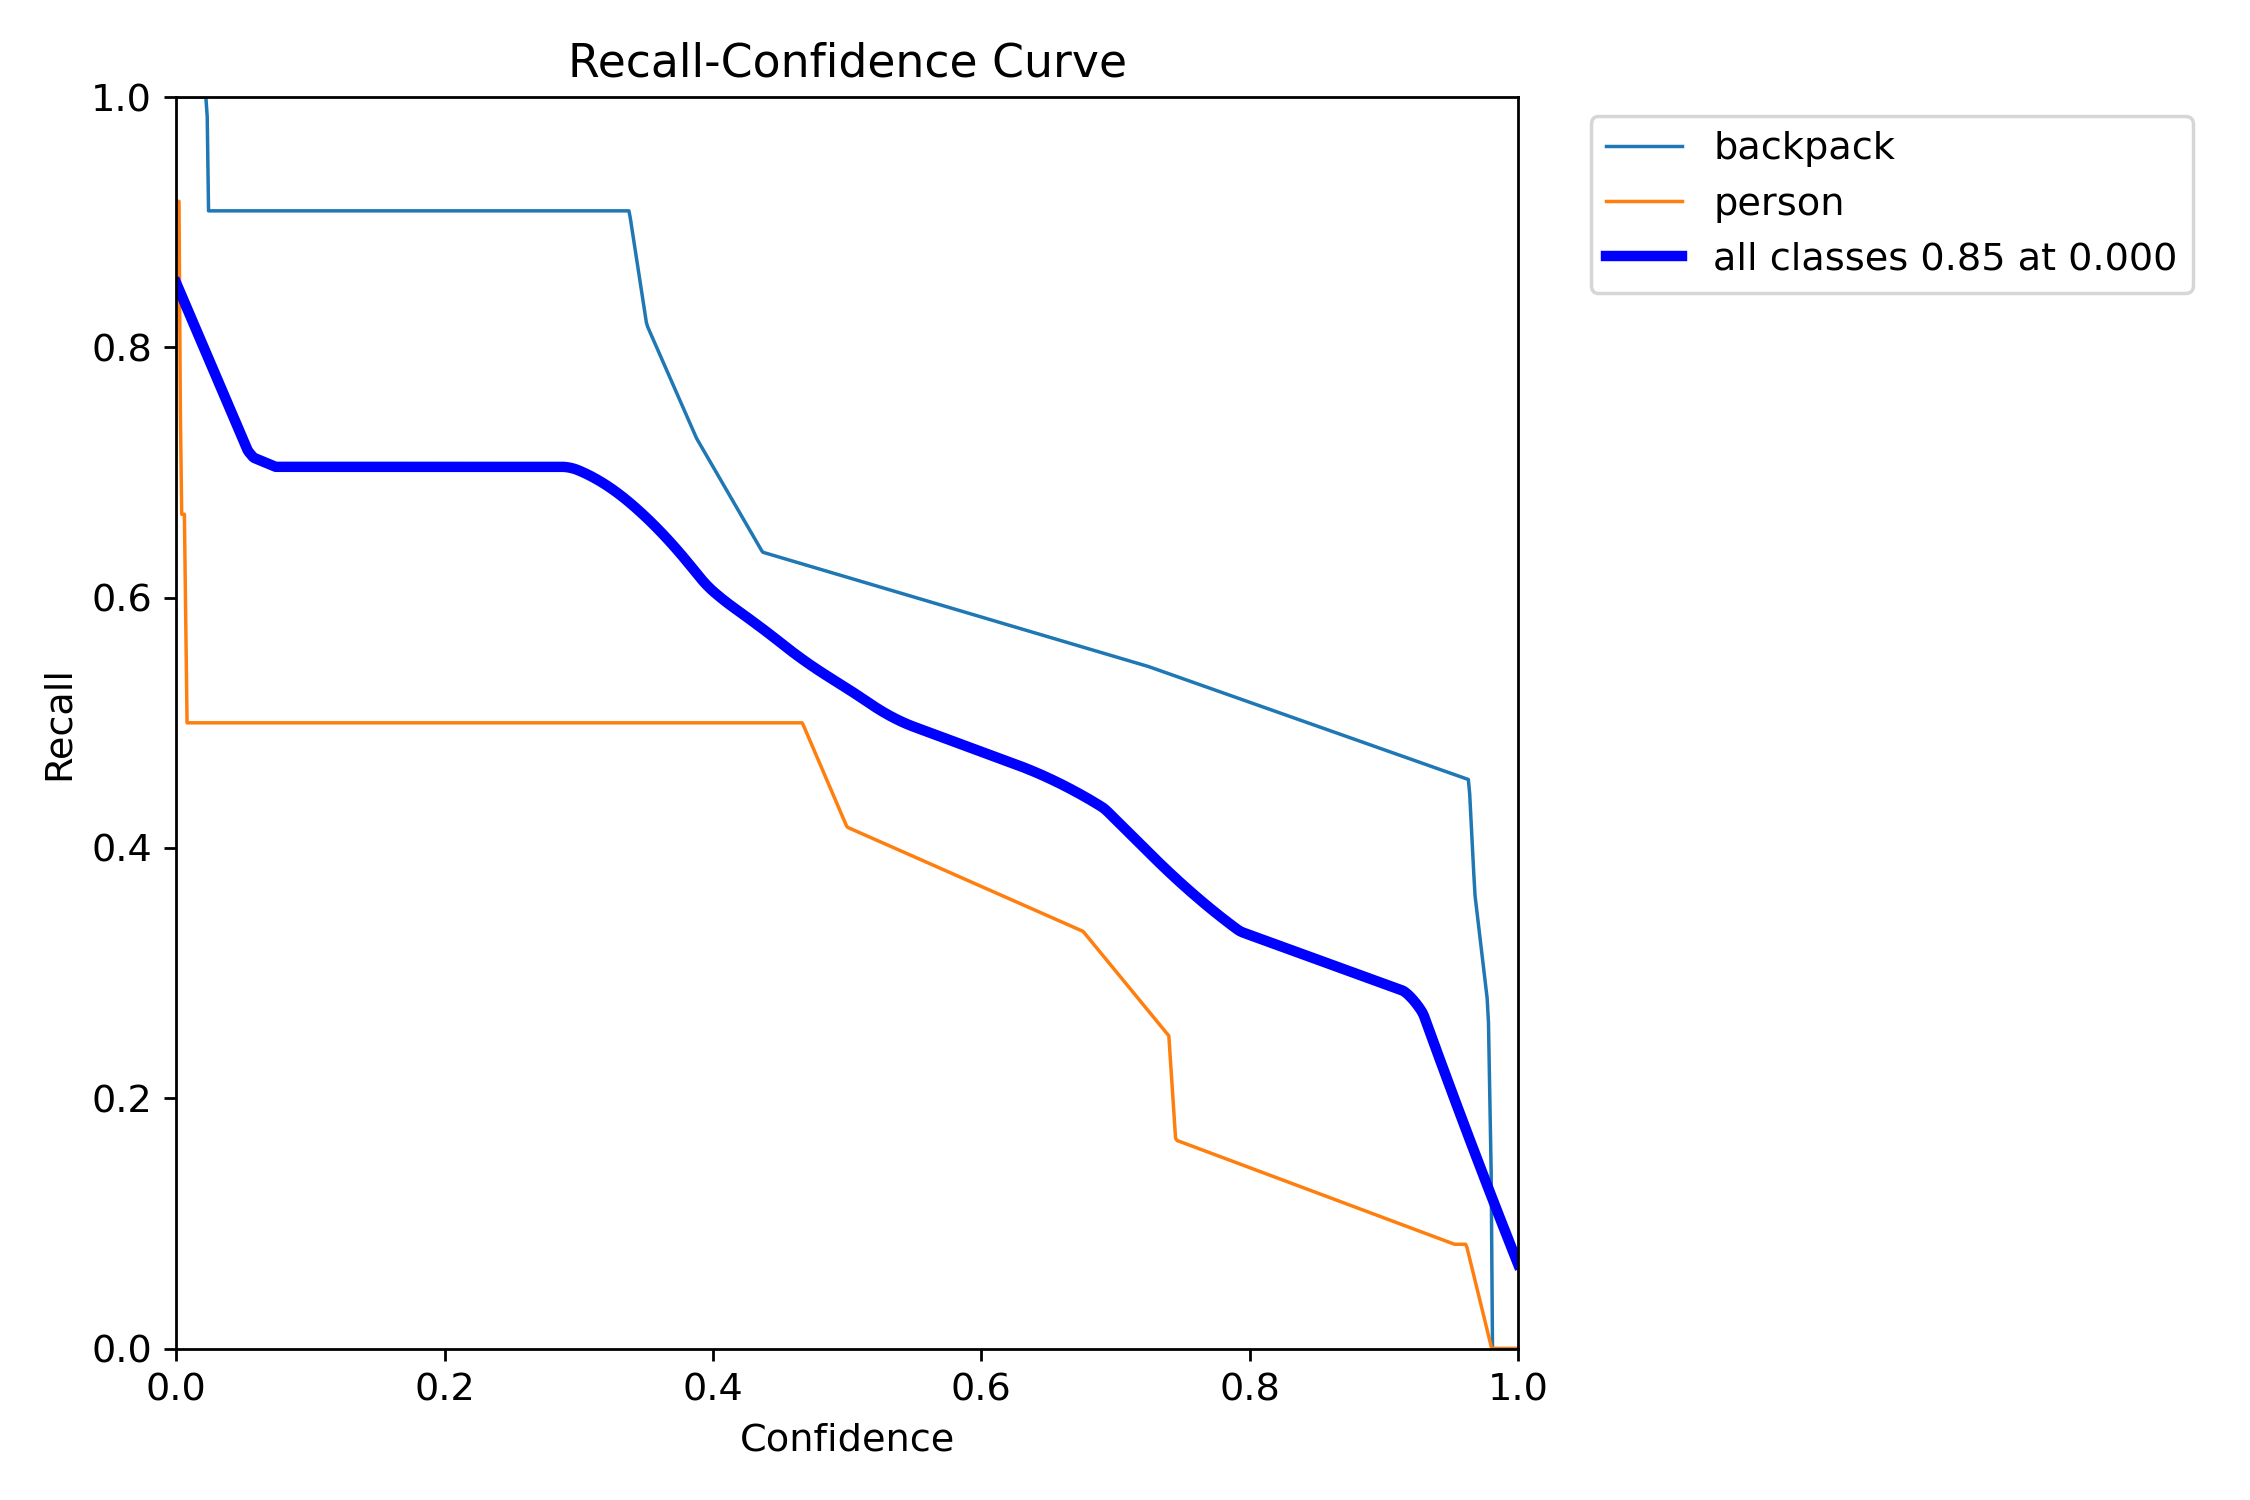 Recall-Confidence Curve
1.0
0.8
0.6
0.4
0.2
0.0
Recall
0.0 0.2 0.4 0.6 0.8 1.0
Confidence
backpack
person
all classes 0.85 at 0.000